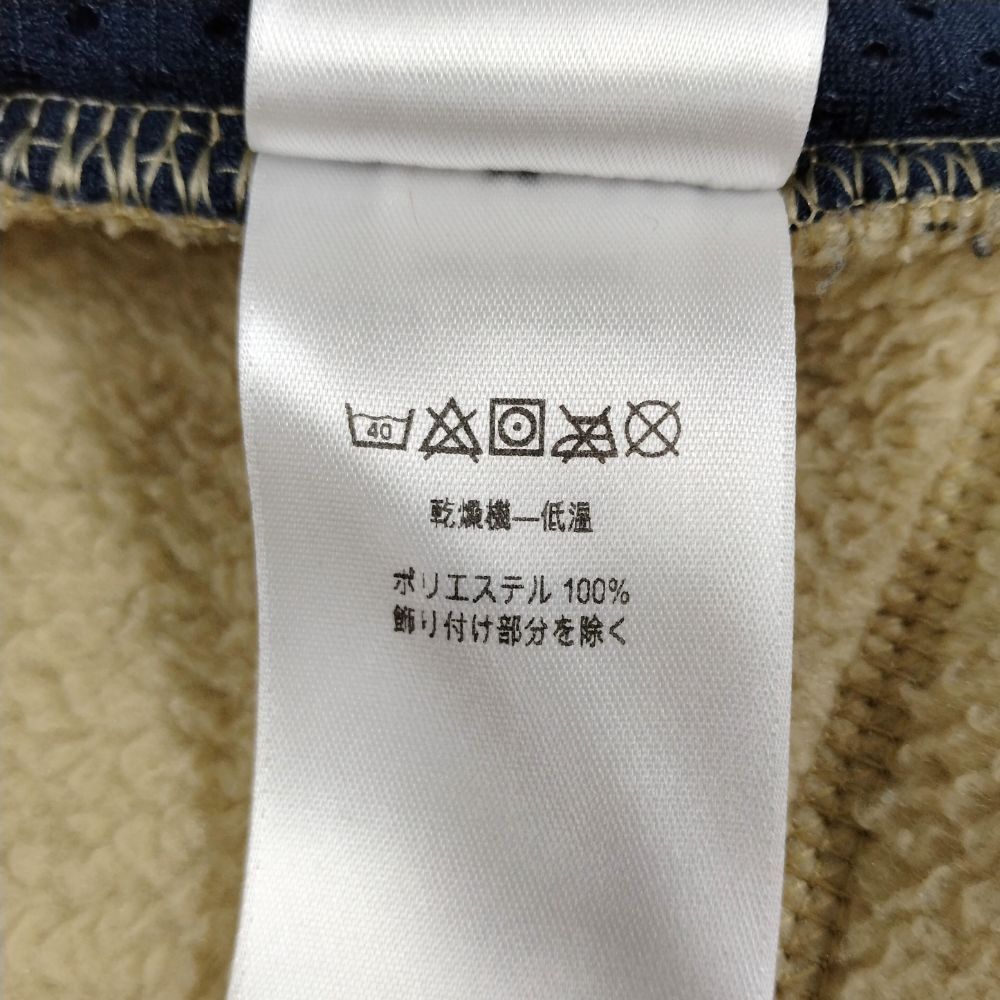 40
乾燥機—低温
ポリエステル 100%
飾り付け部分を除く